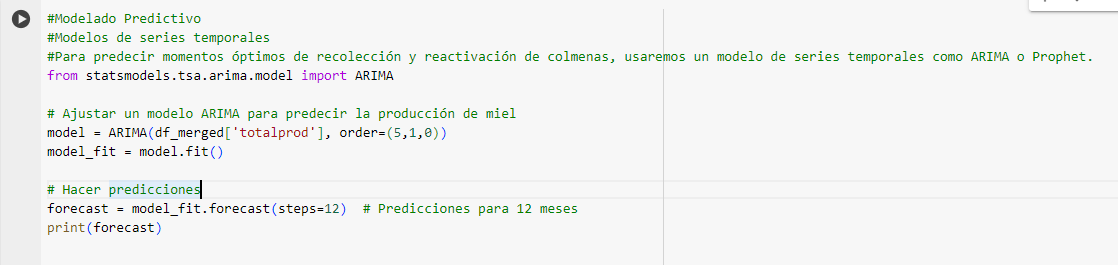 #Modelado Predictivo
#Modelos de series temporales
#Para predecir momentos óptimos de recolección y reactivación de colmenas, usaremos un modelo de series temporales como ARIMA o Prophet.
from statsmodels.tsa.arima.model import ARIMA

# Ajustar un modelo ARIMA para predecir la producción de miel
model = ARIMA(df_merged['totalprod'], order=(5,1,0))
model_fit = model.fit()

# Hacer predicciones
forecast = model_fit.forecast(steps=12)  # Predicciones para 12 meses
print(forecast)